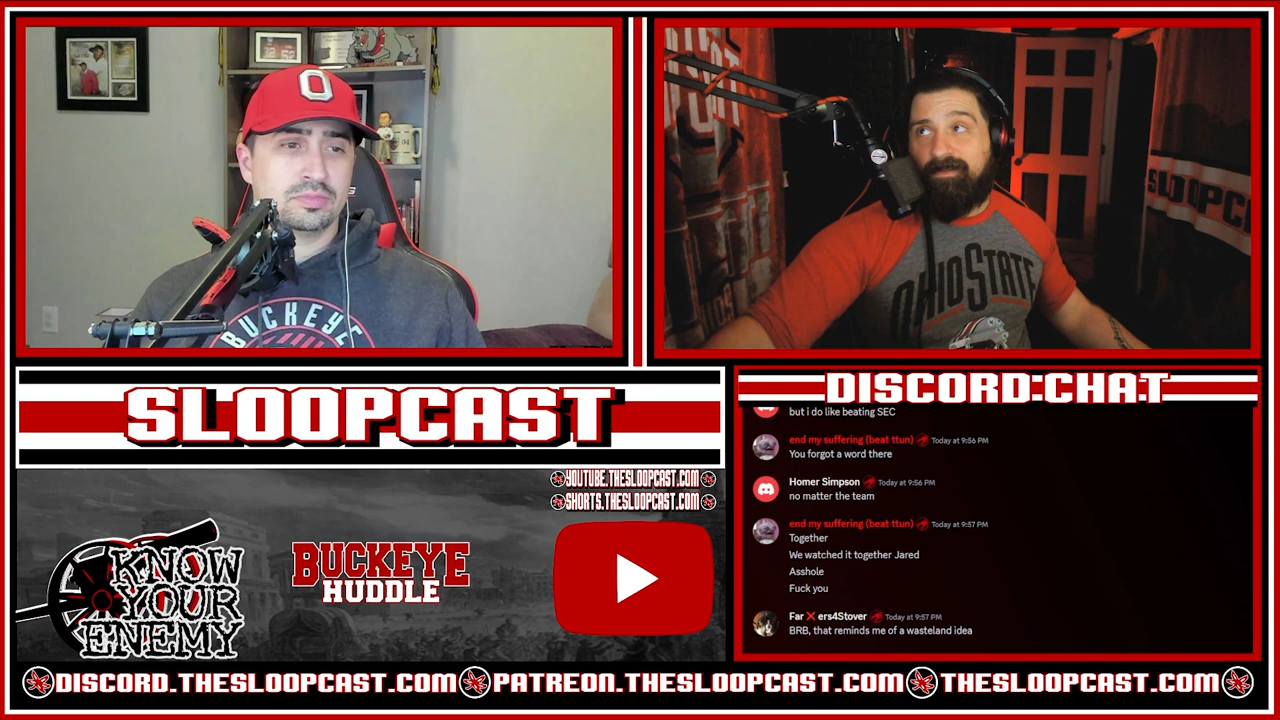 O
BUCKEYE
OHIO STATE
SLOOPC
SLOOPCAST
DISCORD:CHAT
but i do like beating SEC
end my suffering (beat ttun) Today at 9:56 PM
You forgot a word there
Homer Simpson Today at 9:56 PM
no matter the team
end my suffering (beat ttun) Today at 9:57 PM
Together
We watched it together Jared
Asshole
Fuck you
Far❌ers4Stover Today at 9:57 PM
BRB, that reminds me of a wasteland idea
YOUTUBE.THESLOOPCAST.COM
SHORTS.THESLOOPCAST.COM
KNOW
YOUR
ENEMY
BUCKEYE
HUDDLE
DISCORD.THESLOOPCAST.COM PATREON.THESLOOPCAST.COM THESLOOPCAST.COM